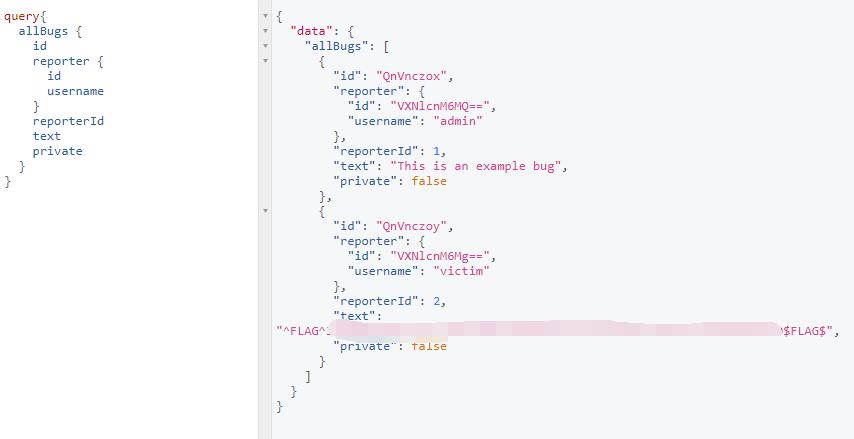 query{
allBugs {
id
reporter {
id
username
}
reporterId
text
private
}
}
{
"data": {
"allBugs": [
{
"id": "QnVnczox",
"reporter": {
"id": "VXNlcnM6MQ==",
"username": "admin"
},
"reporterId": 1,
"text": "This is an example bug",
"private": false
},
{
"id": "QnVnczoy",
"reporter": {
"id": "VXNlcnM6Mg==",
"username": "victim"
},
"reporterId": 2,
"text":
"^FLAG^ $FLAG$",
"private": false
}
]
}
}